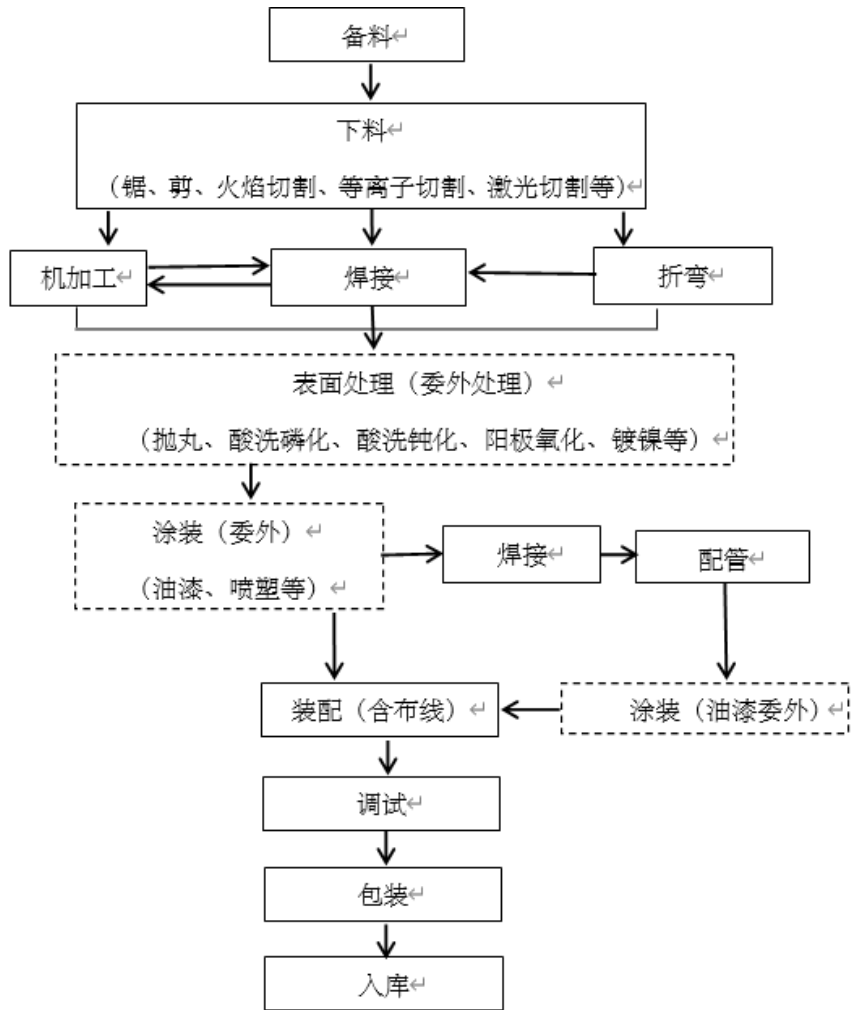 备料
下料
（锯、剪、火焰切割、等离子切割、激光切割等）
机加工
焊接
折弯
表面处理（委外处理）
（抛丸、酸洗磷化、酸洗钝化、阳极氧化、镀镍等）
涂装（委外）
（油漆、喷塑等）
焊接
配管
装配（含布线）
涂装（油漆委外）
调试
包装
入库